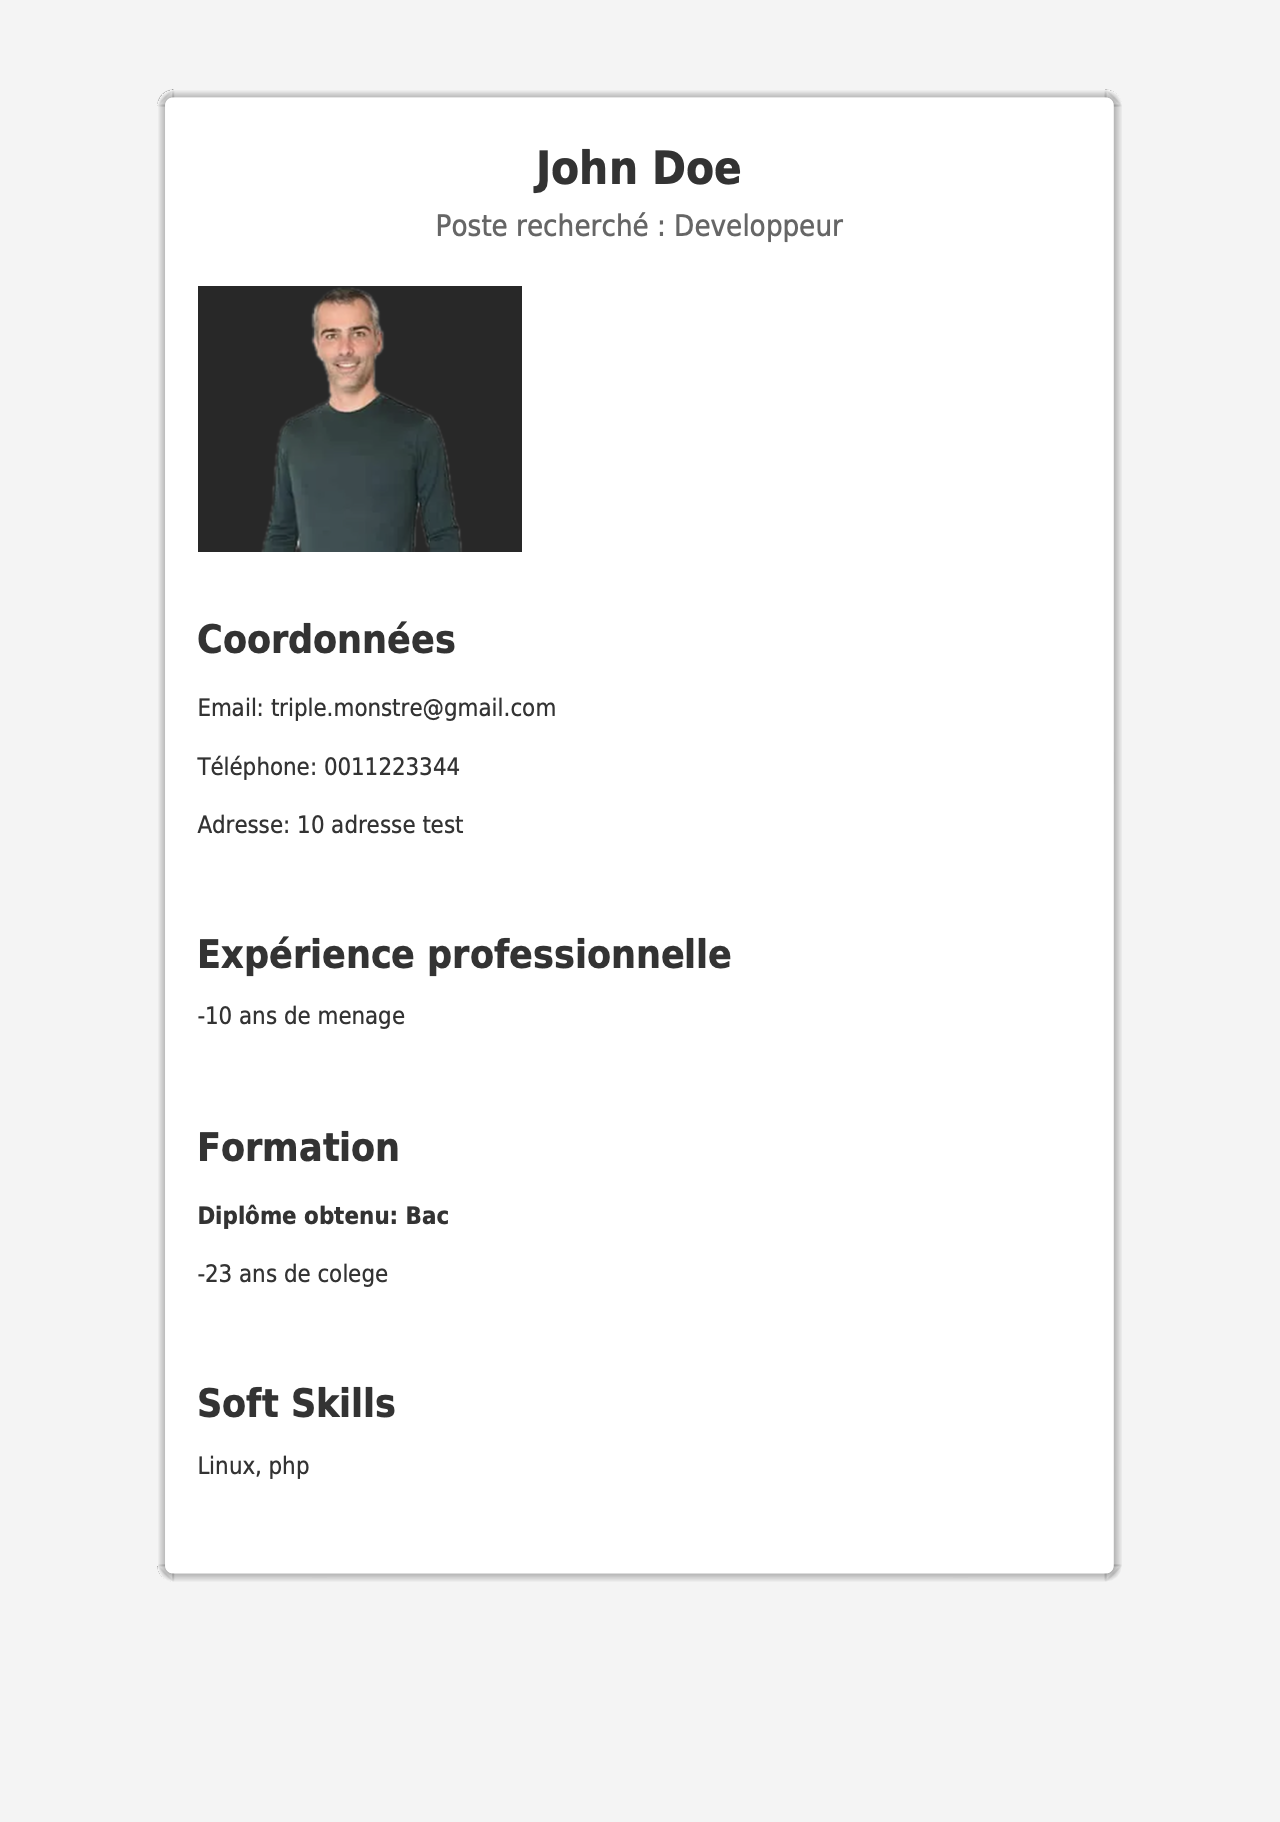 John Doe
Poste recherché : Developpeur
Coordonnées
Email: triple.monstre@gmail.com
Téléphone: 0011223344
Adresse: 10 adresse test
Expérience professionnelle
-10 ans de menage
Formation
Diplôme obtenu: Bac
-23 ans de colege
Soft Skills
Linux, php